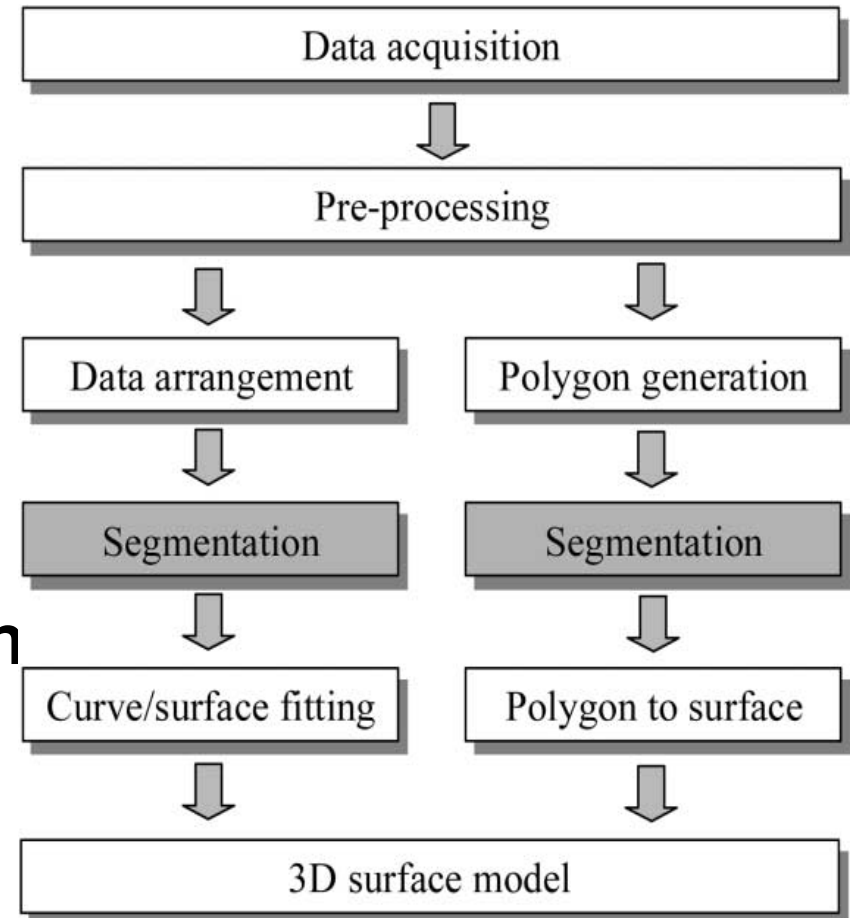 Data acquisition
Pre-processing
Data arrangement
Polygon generation
Segmentation
Segmentation
n
Curve/surface fitting
Polygon to surface
3D surface model